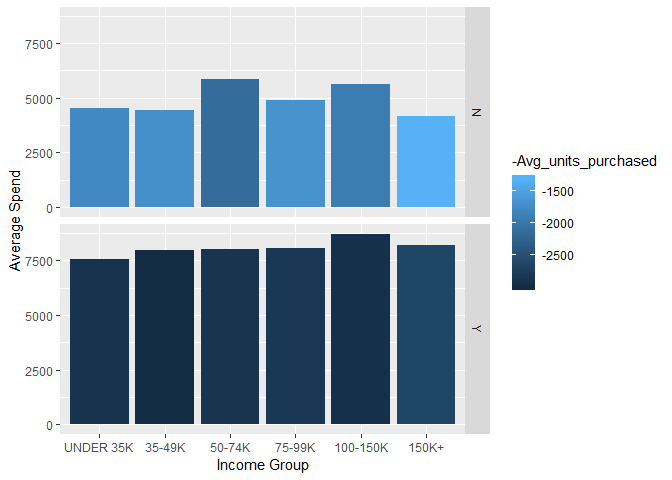 7500
5000
2500
0
N
7500
5000
2500
0
Y
Average Spend
UNDER 35K 35-49K 50-74K 75-99K 100-150K 150K+
Income Group
-Avg_units_purchased
-1500
-2000
-2500